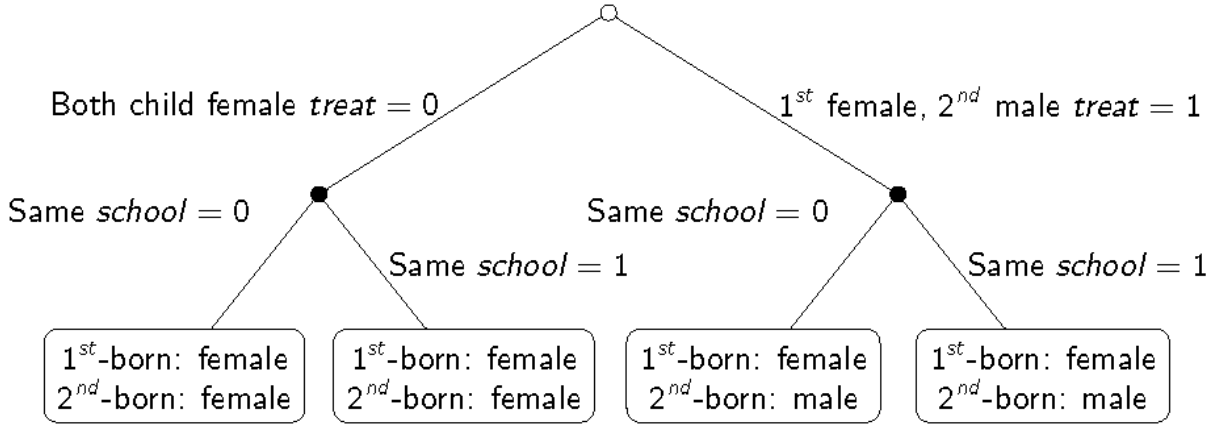 Both child female treat = 0
1st female, 2nd male treat = 1
Same school = 0
Same school = 0
Same school = 1
Same school = 1
1st-born: female
2nd-born: female
1st-born: female
2nd-born: female
1st-born: female
2nd-born: male
1st-born: female
2nd-born: male